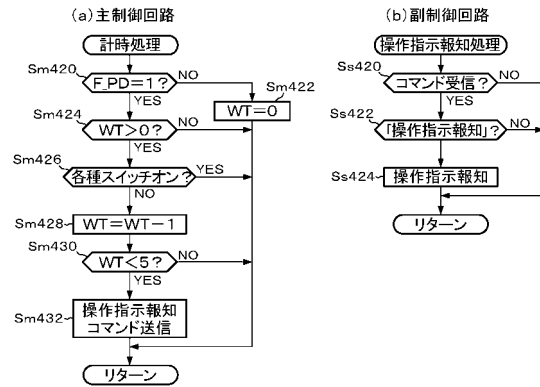 (a)主制御回路
計時処理
Sm420
F_PD=1?
NO
YES
Sm422
WT=0
Sm424
WT>0?
NO
YES
Sm426
各種スイッチオン?
YES
NO
Sm428
WT=WT-1
Sm430
WT<5?
NO
YES
Sm432
操作指示報知
コマンド送信
リターン
(b)副制御回路
操作指示報知処理
Ss420
コマンド受信?
NO
YES
Ss422
「操作指示報知」?
NO
YES
Ss424
操作指示報知
リターン